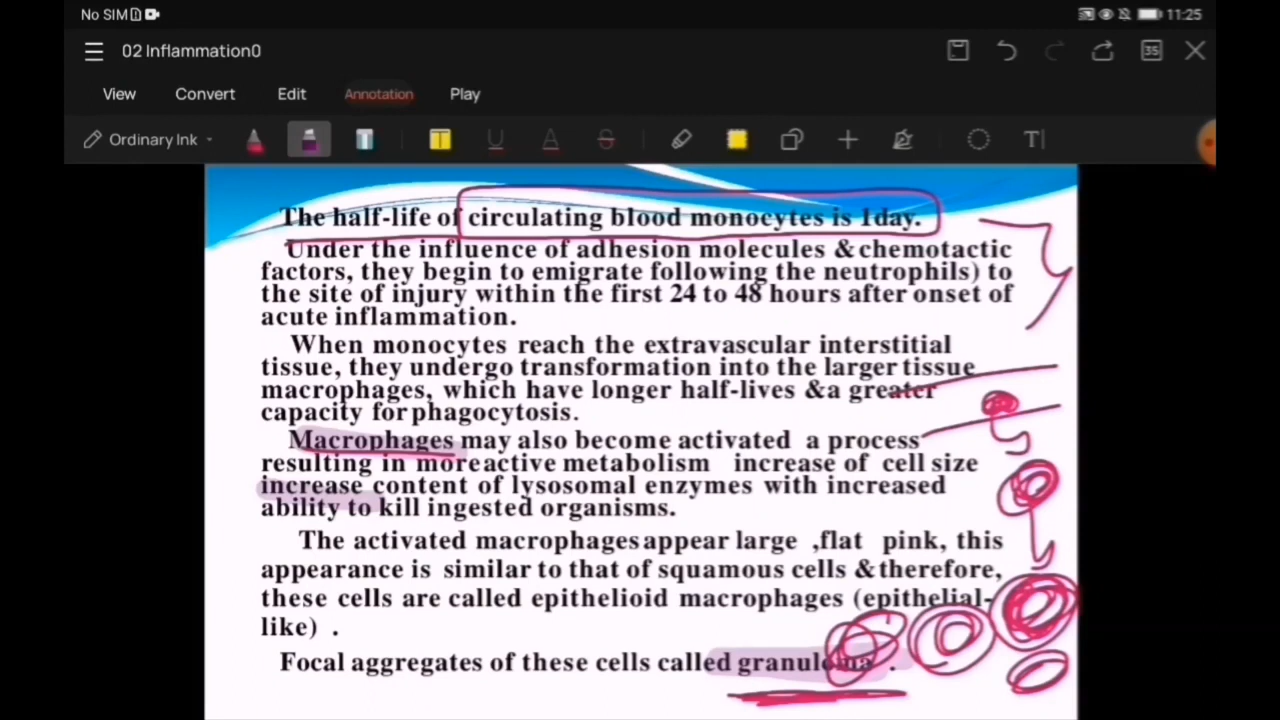 No SIM 11:25
02 Inflammation0 35
View Convert Edit Annotation Play
Ordinary Ink T A T
The half-life of circulating blood monocytes is 1day.
Under the influence of adhesion molecules & chemotactic
factors, they begin to emigrate following the neutrophils) to
the site of injury within the first 24 to 48 hours after onset of
acute inflammation.
When monocytes reach the extravascular interstitial
tissue, they undergo transformation into the larger tissue
macrophages, which have longer half-lives &a greater
capacity for phagocytosis.
Macrophages may also become activated a process
resulting in more active metabolism increase of cell size
increase content of lysosomal enzymes with increased
ability to kill ingested organisms.
The activated macrophages appear large ,flat pink, this
appearance is similar to that of squamous cells & therefore,
these cells are called epithelioid macrophages (epithelial-
like) .
Focal aggregates of these cells called granuloma .